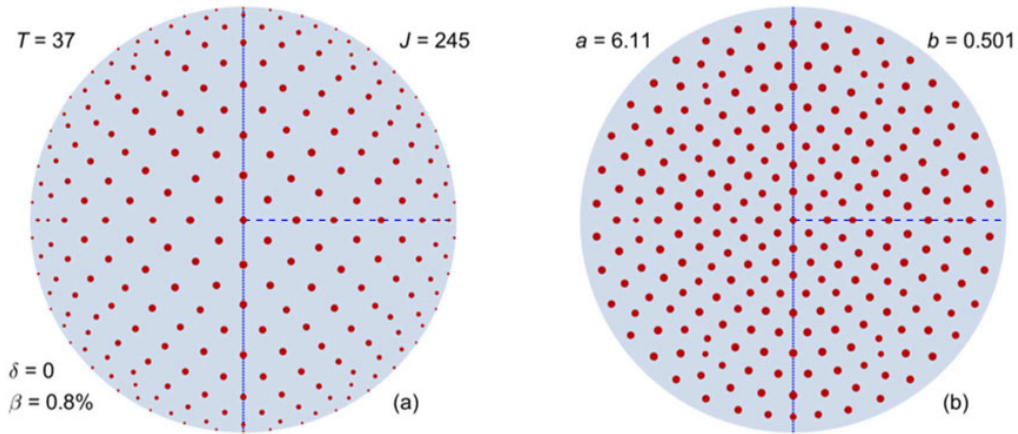 T = 37
J = 245
a = 6.11
b = 0.501
δ = 0
β = 0.8%
(a)
(b)